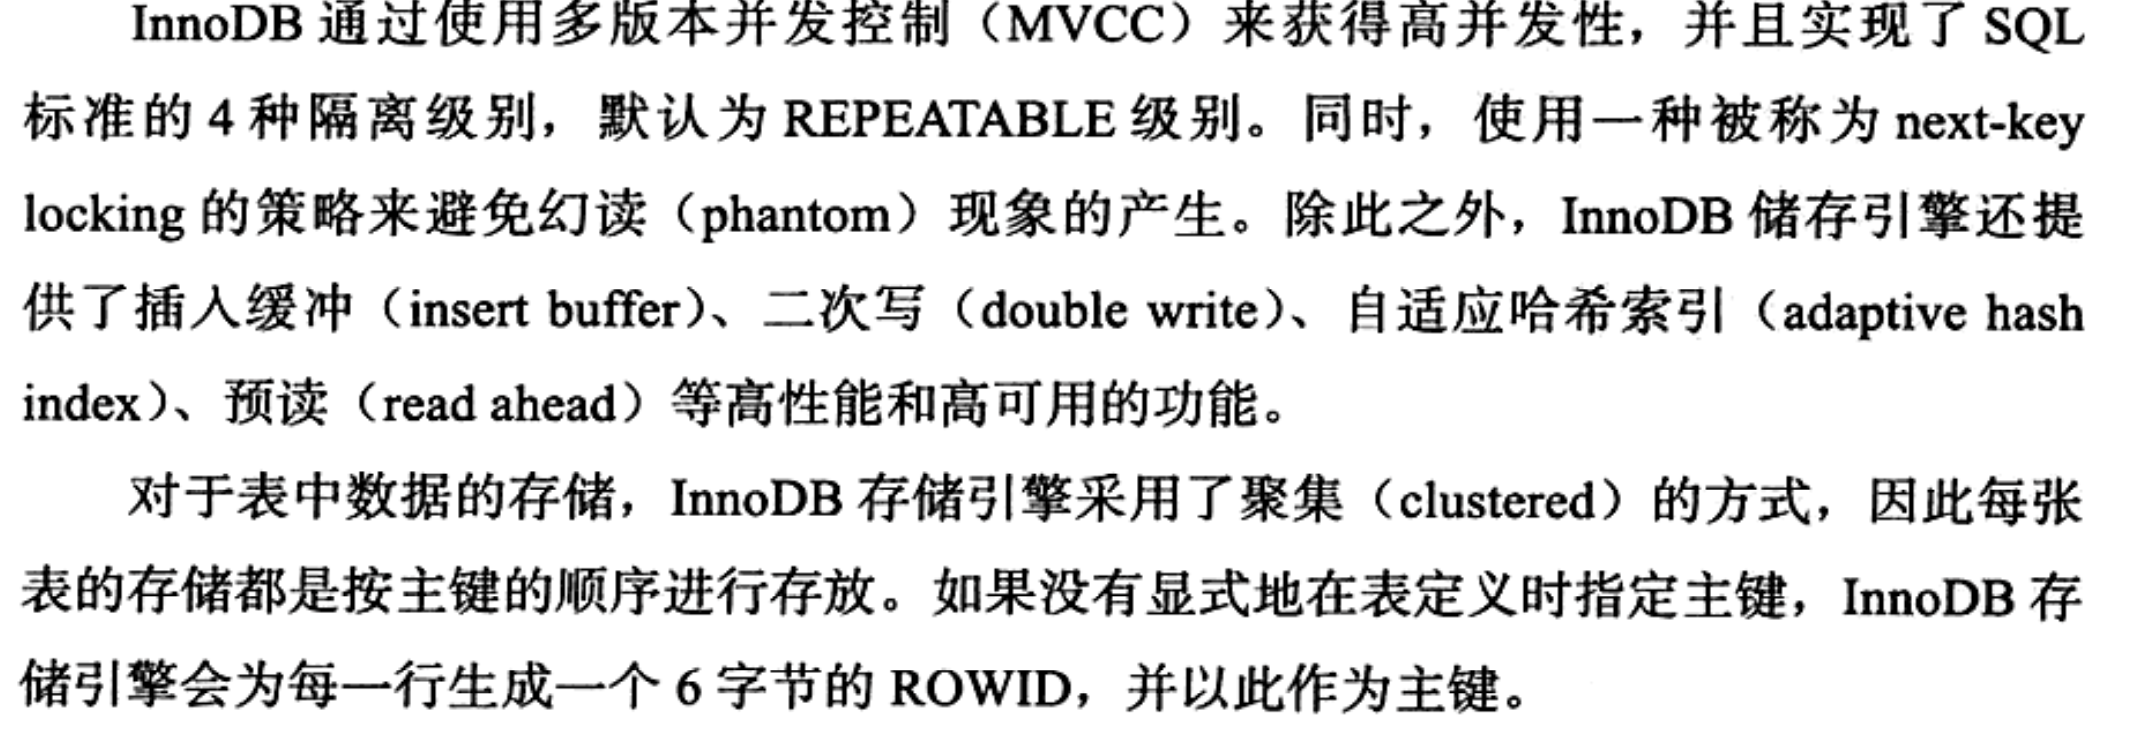 InnoDB 通过使用多版本并发控制（MVCC）来获得高并发性，并且实现了 SQL
标准的 4 种隔离级别，默认为 REPEATABLE 级别。同时，使用一种被称为 next-key
locking 的策略来避免幻读（phantom）现象的产生。除此之外，InnoDB 储存引擎还提
供了插入缓冲（insert buffer）、二次写（double write）、自适应哈希索引（adaptive hash
index）、预读（read ahead）等高性能和高可用的功能。
对于表中数据的存储，InnoDB 存储引擎采用了聚集（clustered）的方式，因此每张
表的存储都是按主键的顺序进行存放。如果没有显式地在表定义时指定主键，InnoDB 存
储引擎会为每一行生成一个 6 字节的 ROWID，并以此作为主键。